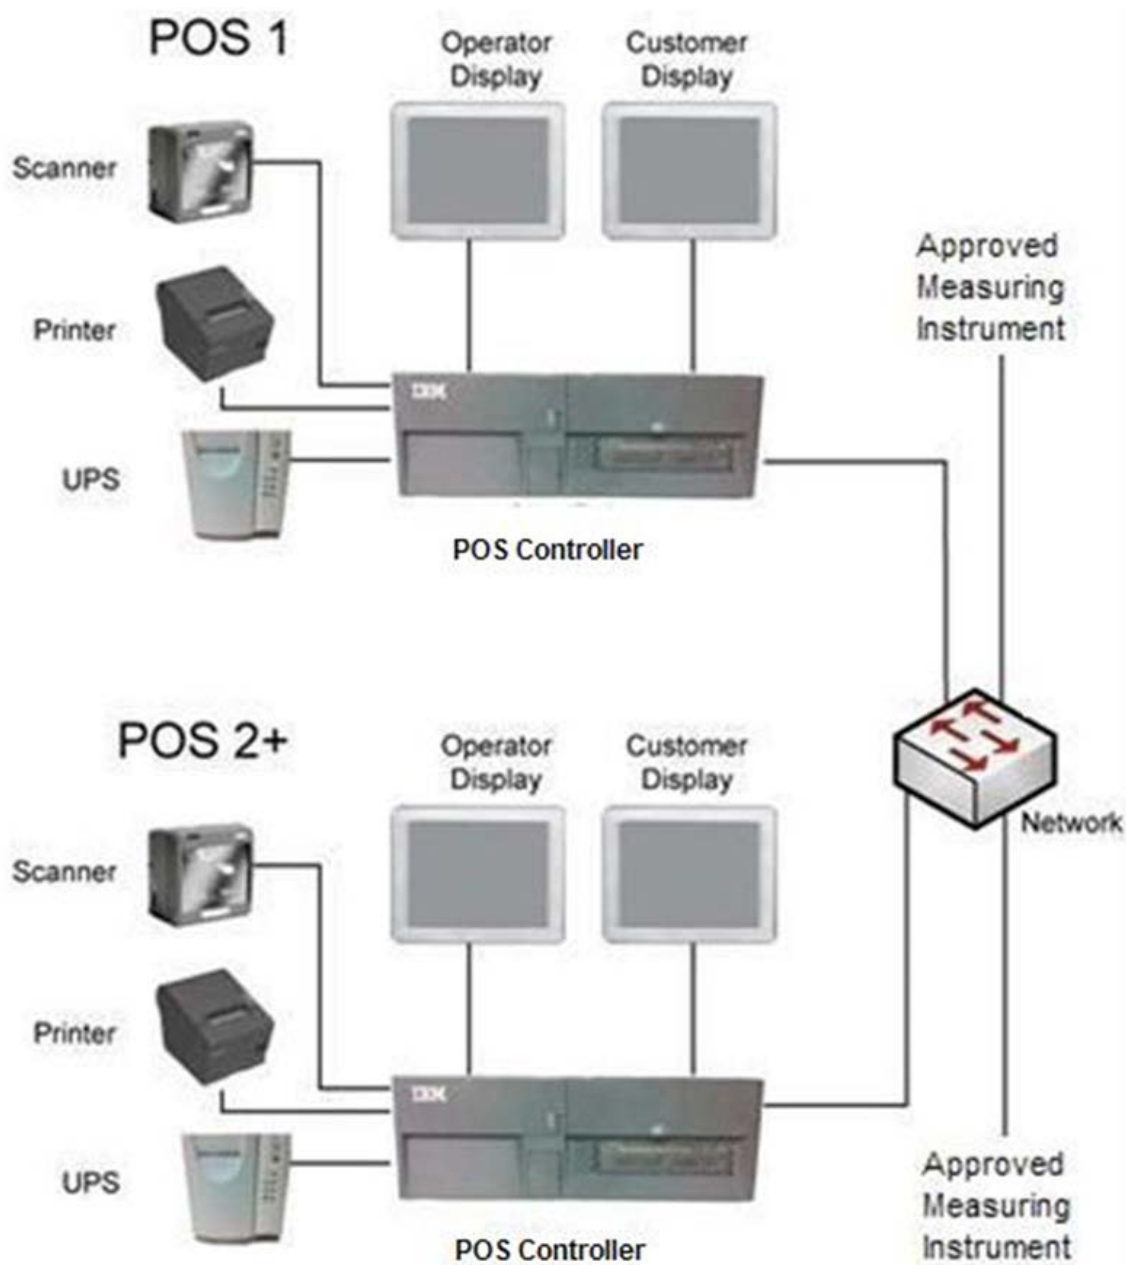 POS 1
Operator
Display
Customer
Display
Scanner
Approved
Measuring
Instrument
Printer
IBM
UPS
POS Controller
POS 2+
Operator
Display
Customer
Display
Network
Scanner
Printer
IBM
UPS
Approved
Measuring
Instrument
POS Controller